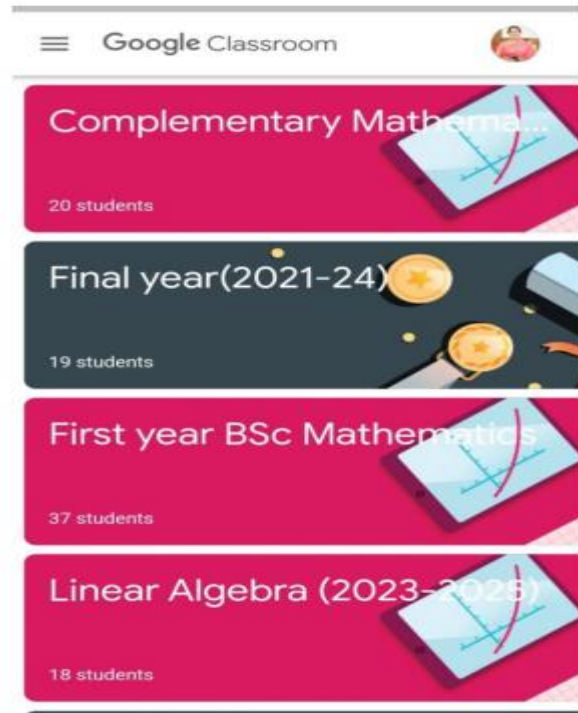 Google Classroom
Complementary Mathema...
20 students
Final year(2021-24)
19 students
First year BSc Mathematics
37 students
Linear Algebra (2023-2025)
18 students